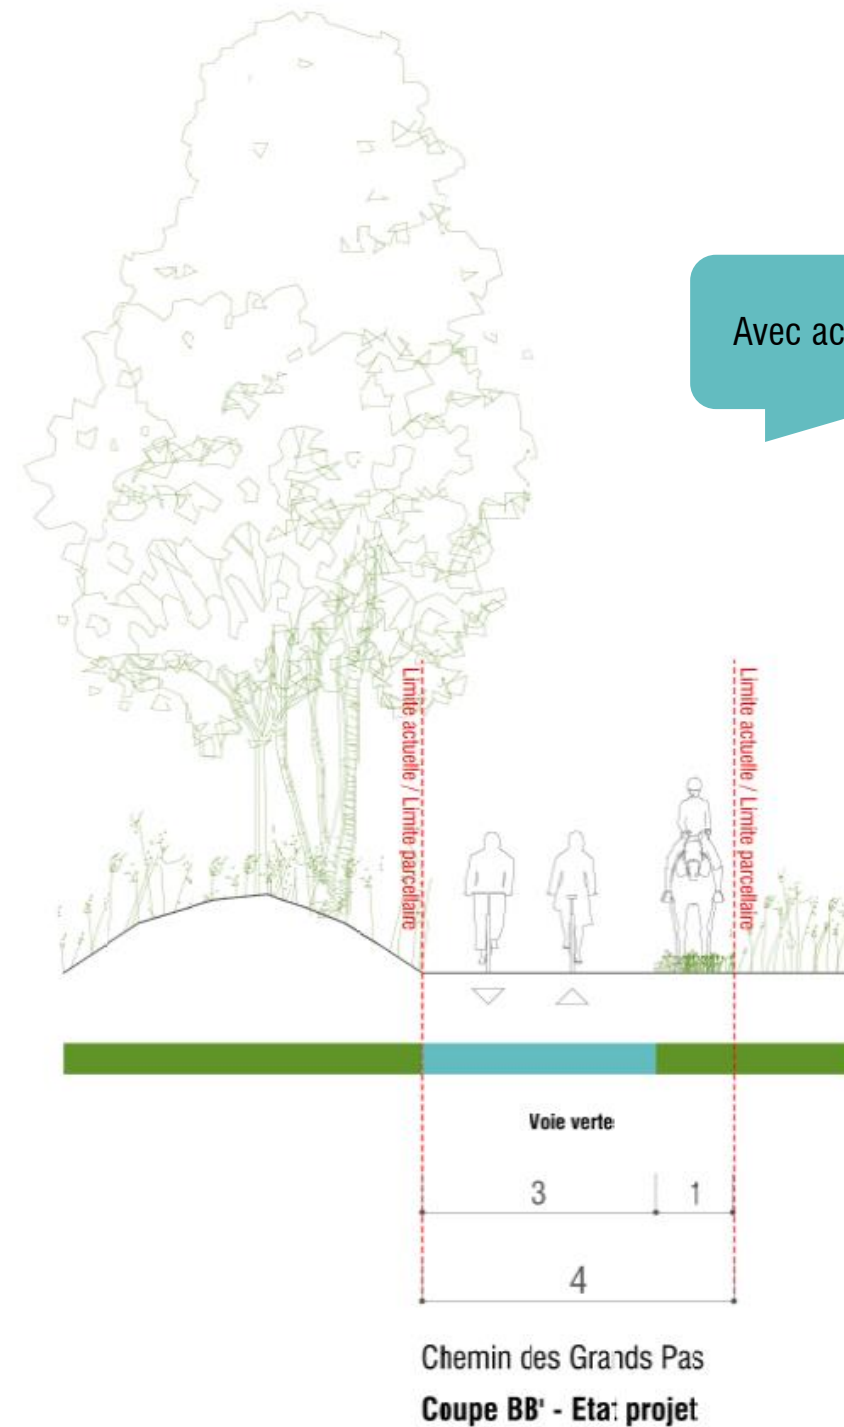 Avec ac
Limite actuelle / Limite parcellaire
Limite actuelle / Limite parcellaire
Voie verte
3
1
4
Chemin des Grands Pas
Coupe BB' - Etat projet